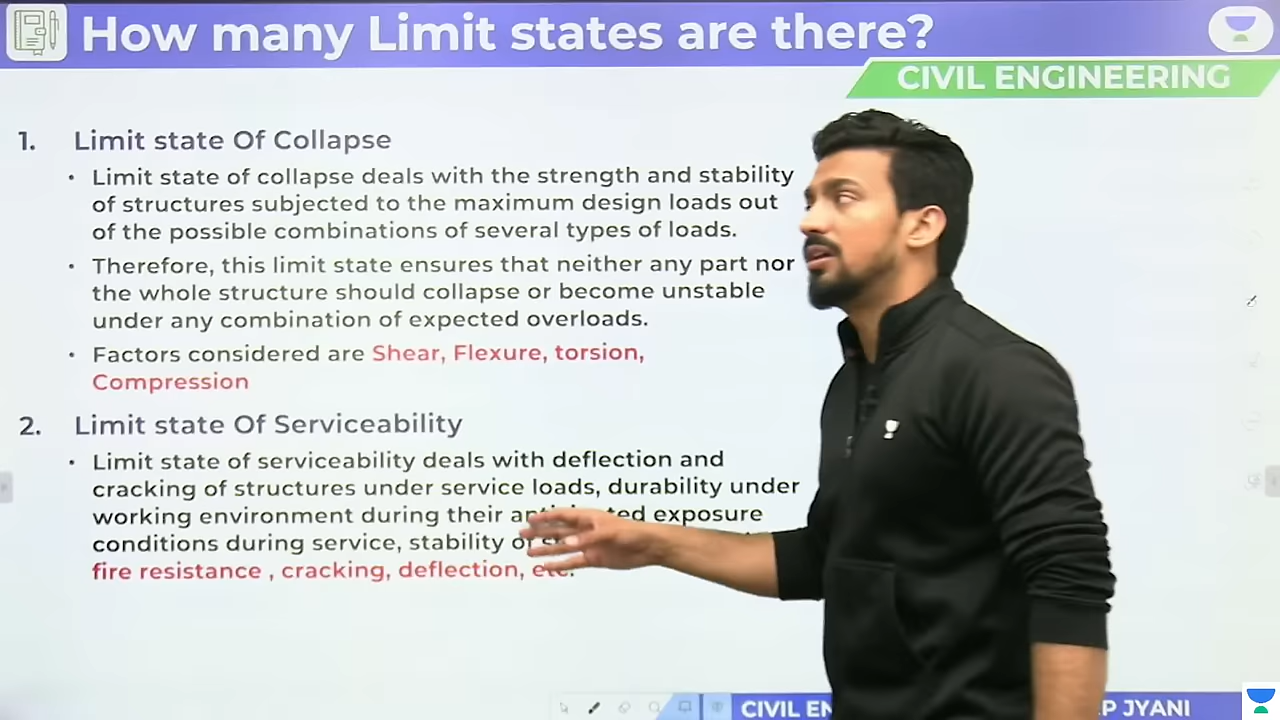 How many Limit states are there?
CIVIL ENGINEERING
1. Limit state Of Collapse
• Limit state of collapse deals with the strength and stability
of structures subjected to the maximum design loads out
of the possible combinations of several types of loads.
• Therefore, this limit state ensures that neither any part nor
the whole structure should collapse or become unstable
under any combination of expected overloads.
• Factors considered are Shear, Flexure, torsion,
Compression
2. Limit state Of Serviceability
• Limit state of serviceability deals with deflection and
cracking of structures under service loads, durability under
working environment during their exposure
conditions during service, stability of
fire resistance , cracking, deflection, etc.
CIVIL EN
P JYANI